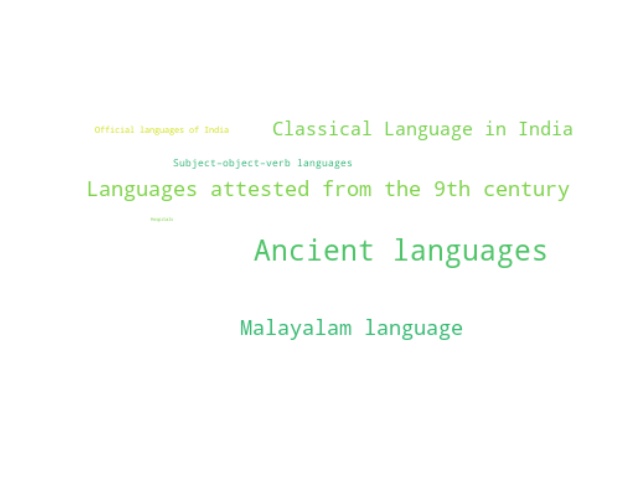 Official languages of India
Classical Language in India
Subject-object-verb languages
Languages attested from the 9th century
Ancient languages
Malayalam language